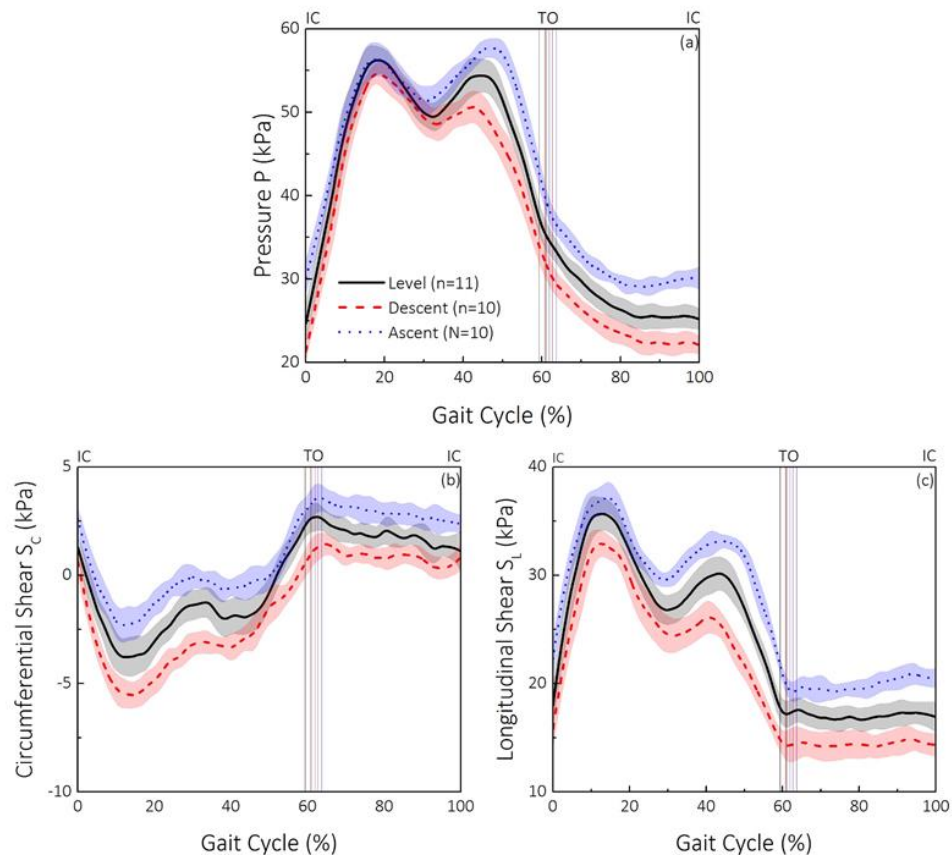 IC TO IC
(a)
60
50
40
30
20
Pressure P (kPa)
Level (n=11)
Descent (n=10)
Ascent (N=10)
0 20 40 60 80 100
Gait Cycle (%)
IC TO IC
(b)
5
0
-5
-10
Circumferential Shear S_C (kPa)
0 20 40 60 80 100
Gait Cycle (%)
IC TO IC
(c)
40
30
20
10
Longitudinal Shear S_L (kPa)
0 20 40 60 80 100
Gait Cycle (%)